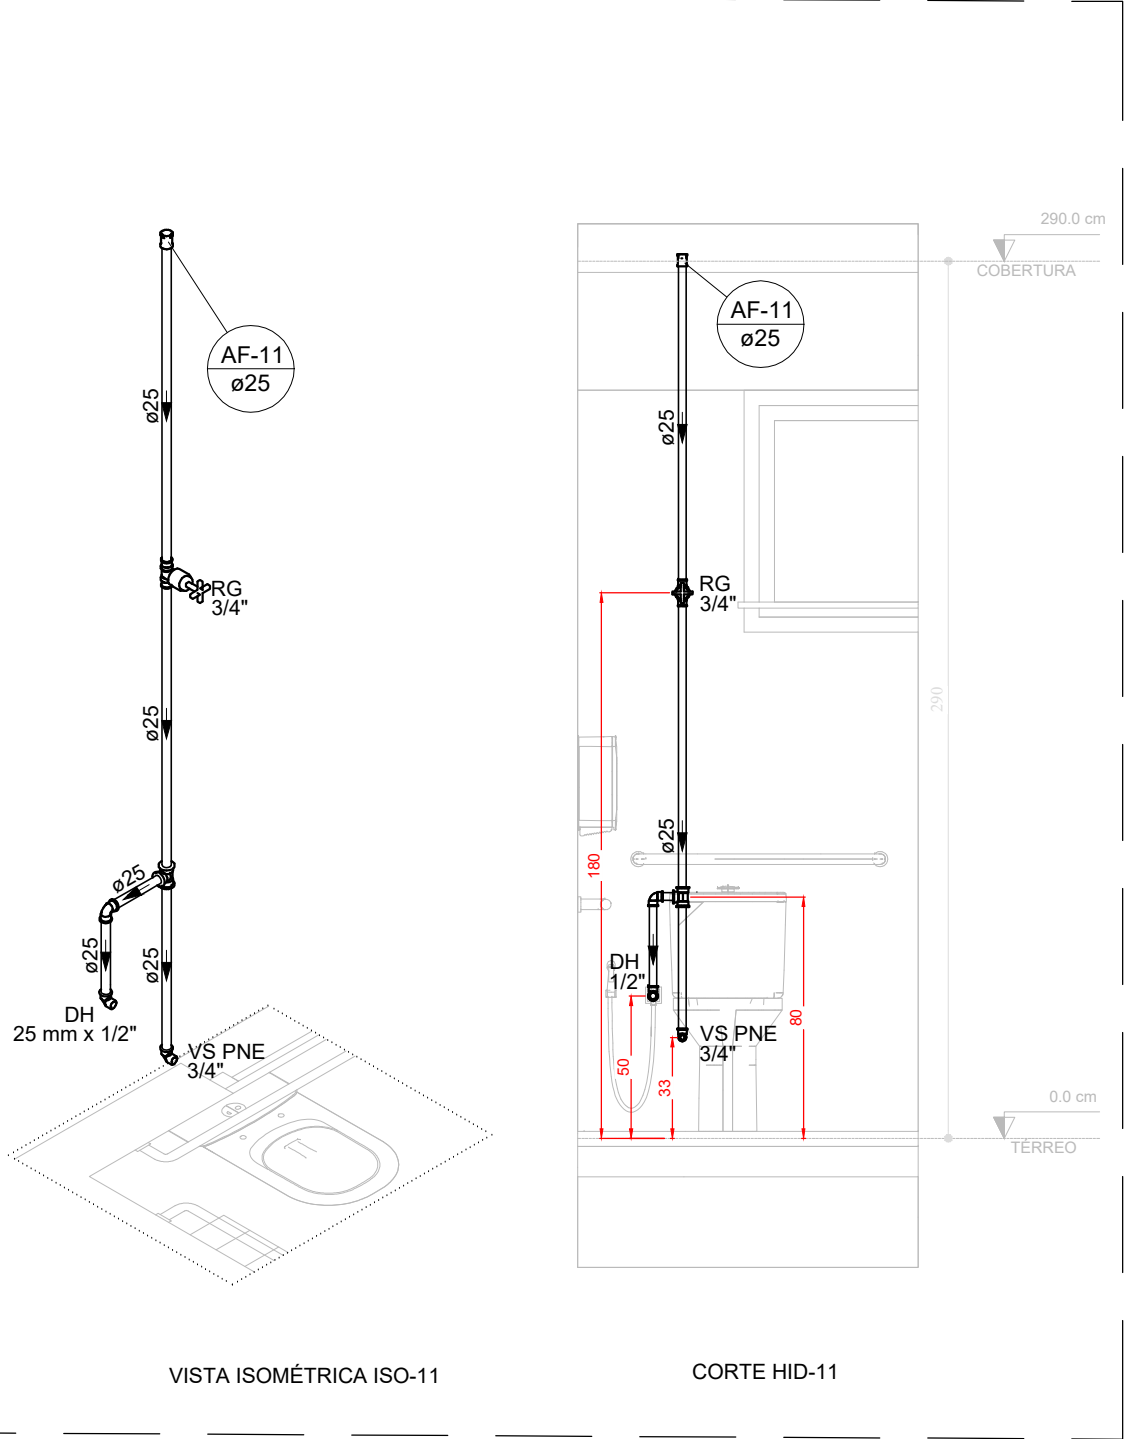 AF-11
ø25
ø25
RG
3/4"
ø25
ø25
ø25
ø25
DH
25 mm x 1/2"
VS PNE
3/4"
VISTA ISOMÉTRICA ISO-11
290.0 cm
COBERTURA
AF-11
ø25
ø25
RG
3/4"
290
ø25
180
DH
1/2"
VS PNE
3/4"
80
50
33
0.0 cm
TÉRREO
CORTE HID-11